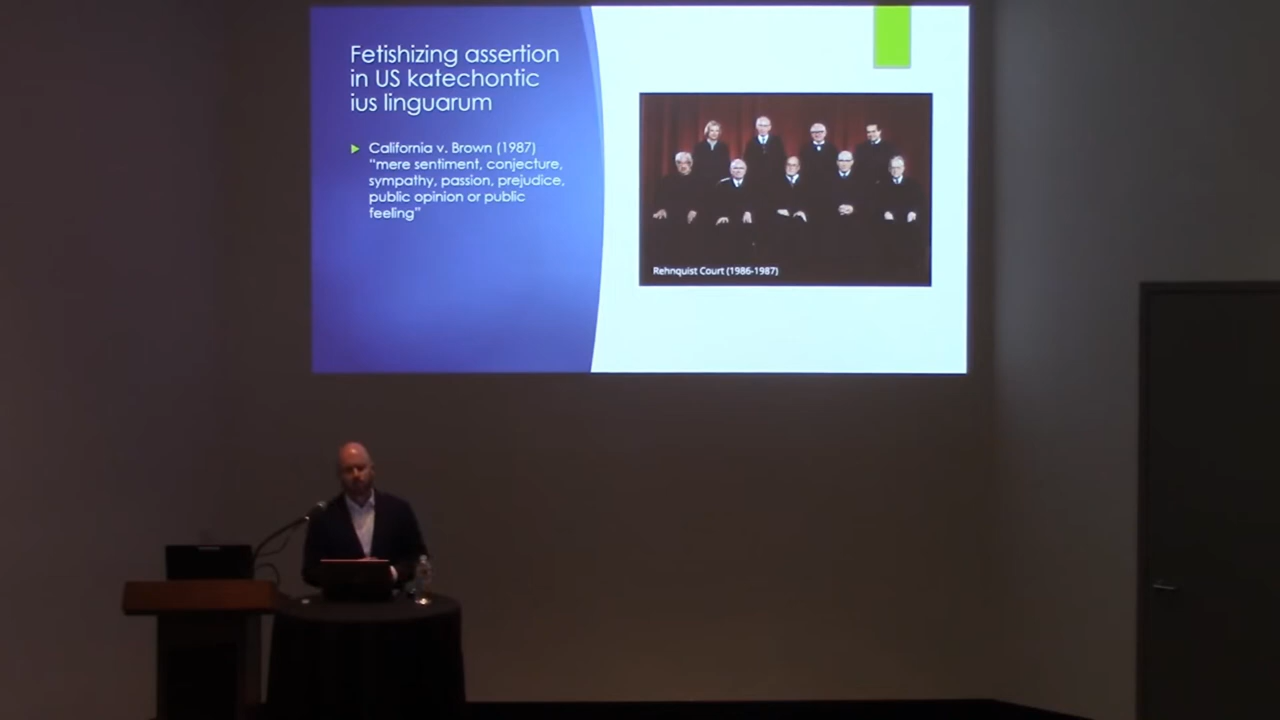 Fetishizing assertion
in US katechontic
ius linguarum
California v. Brown (1987)
“mere sentiment, conjecture,
sympathy, passion, prejudice,
public opinion or public
feeling”
Rehnquist Court (1986-1987)